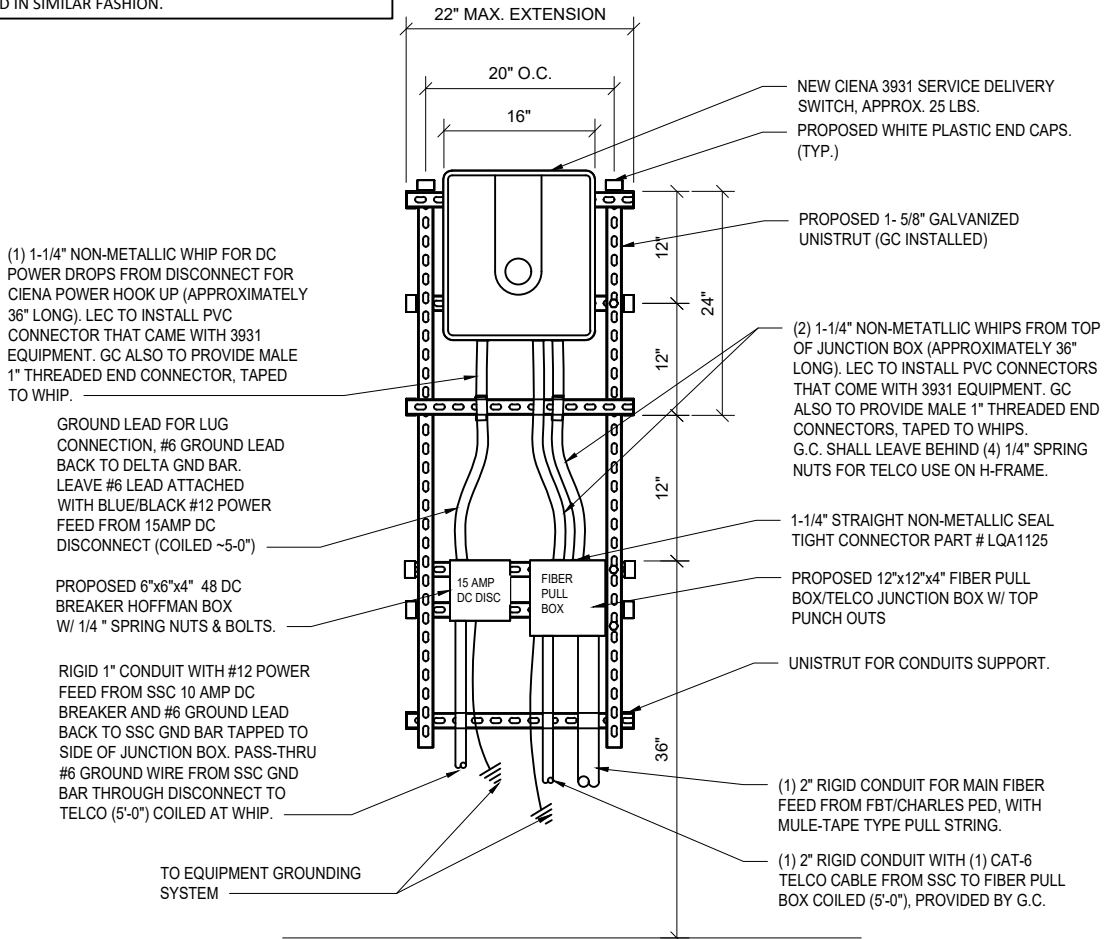 D IN SIMILAR FASHION.
22" MAX. EXTENSION
20" O.C.
16"
NEW CIENA 3931 SERVICE DELIVERY
SWITCH, APPROX. 25 LBS.
PROPOSED WHITE PLASTIC END CAPS.
(TYP.)
PROPOSED 1- 5/8" GALVANIZED
UNISTRUT (GC INSTALLED)
12"
24"
12"
12"
36"
(1) 1-1/4" NON-METALLIC WHIP FOR DC
POWER DROPS FROM DISCONNECT FOR
CIENA POWER HOOK UP (APPROXIMATELY
36" LONG). LEC TO INSTALL PVC
CONNECTOR THAT CAME WITH 3931
EQUIPMENT. GC ALSO TO PROVIDE MALE
1" THREADED END CONNECTOR, TAPED
TO WHIP.
(2) 1-1/4" NON-METATLLIC WHIPS FROM TOP
OF JUNCTION BOX (APPROXIMATELY 36"
LONG). LEC TO INSTALL PVC CONNECTORS
THAT COME WITH 3931 EQUIPMENT. GC
ALSO TO PROVIDE MALE 1" THREADED END
CONNECTORS, TAPED TO WHIPS.
G.C. SHALL LEAVE BEHIND (4) 1/4" SPRING
NUTS FOR TELCO USE ON H-FRAME.
GROUND LEAD FOR LUG
CONNECTION, #6 GROUND LEAD
BACK TO DELTA GND BAR.
LEAVE #6 LEAD ATTACHED
WITH BLUE/BLACK #12 POWER
FEED FROM 15AMP DC
DISCONNECT (COILED ~5-0")
1-1/4" STRAIGHT NON-METALLIC SEAL
TIGHT CONNECTOR PART # LQA1125
PROPOSED 6"x6"x4" 48 DC
BREAKER HOFFMAN BOX
W/ 1/4 " SPRING NUTS & BOLTS.
15 AMP
DC DISC
FIBER
PULL
BOX
PROPOSED 12"x12"x4" FIBER PULL
BOX/TELCO JUNCTION BOX W/ TOP
PUNCH OUTS
UNISTRUT FOR CONDUITS SUPPORT.
RIGID 1" CONDUIT WITH #12 POWER
FEED FROM SSC 10 AMP DC
BREAKER AND #6 GROUND LEAD
BACK TO SSC GND BAR TAPPED TO
SIDE OF JUNCTION BOX. PASS-THRU
#6 GROUND WIRE FROM SSC GND
BAR THROUGH DISCONNECT TO
TELCO (5'-0") COILED AT WHIP.
(1) 2" RIGID CONDUIT FOR MAIN FIBER
FEED FROM FBT/CHARLES PED, WITH
MULE-TAPE TYPE PULL STRING.
(1) 2" RIGID CONDUIT WITH (1) CAT-6
TELCO CABLE FROM SSC TO FIBER PULL
BOX COILED (5'-0"), PROVIDED BY G.C.
TO EQUIPMENT GROUNDING
SYSTEM